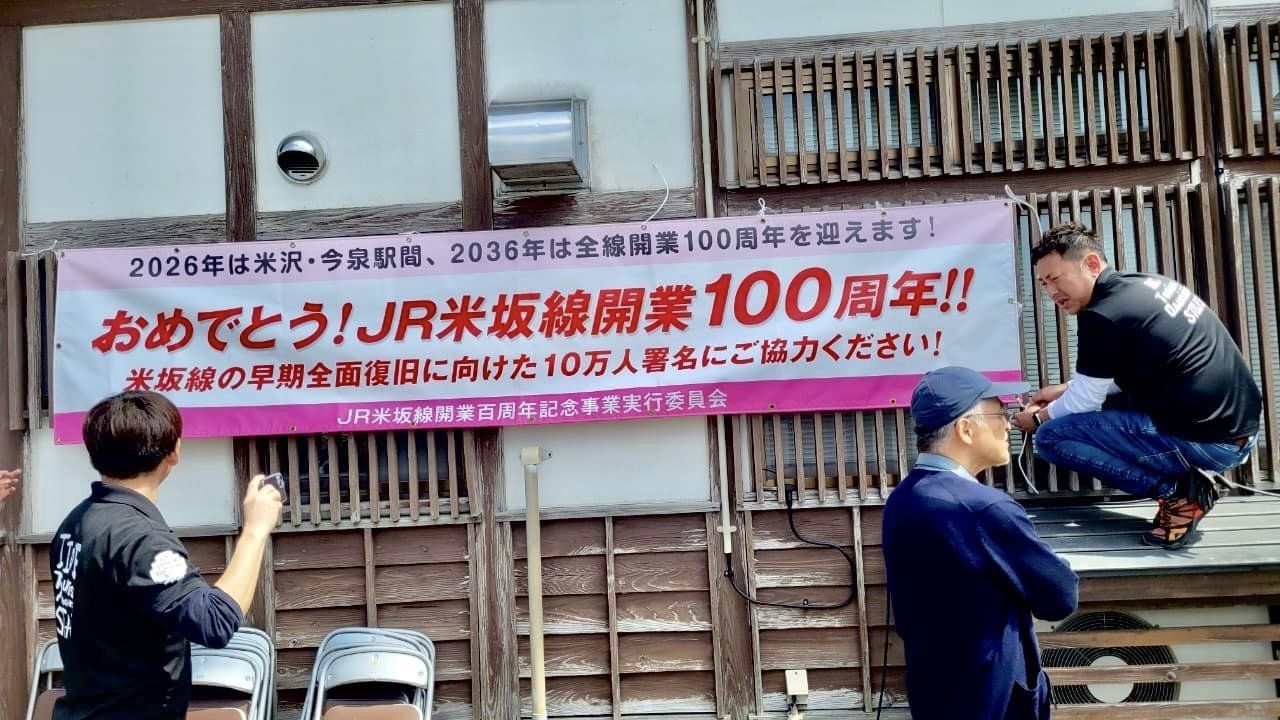 2026年は米沢・今泉駅間、2036年は全線開業100周年を迎えます！
おめでとう！JR米坂線開業100周年!!
米坂線の早期全面復旧に向けた10万人署名にご協力ください！
JR米坂線開業百周年記念事業実行委員会